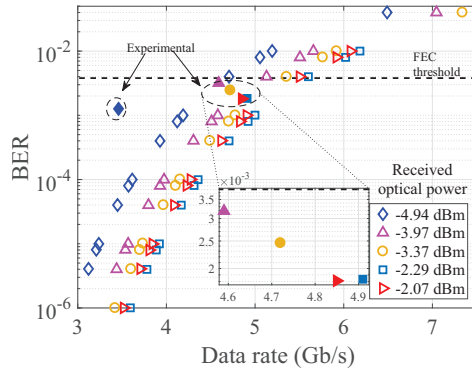 10^-2
10^-4
10^-6
BER
3
4
5
6
7
Data rate (Gb/s)
Experimental
FEC
threshold
Received
optical power
-4.94 dBm
-3.97 dBm
-3.37 dBm
-2.29 dBm
-2.07 dBm
×10^-3
3.5
3
2.5
2
4.6
4.7
4.8
4.9